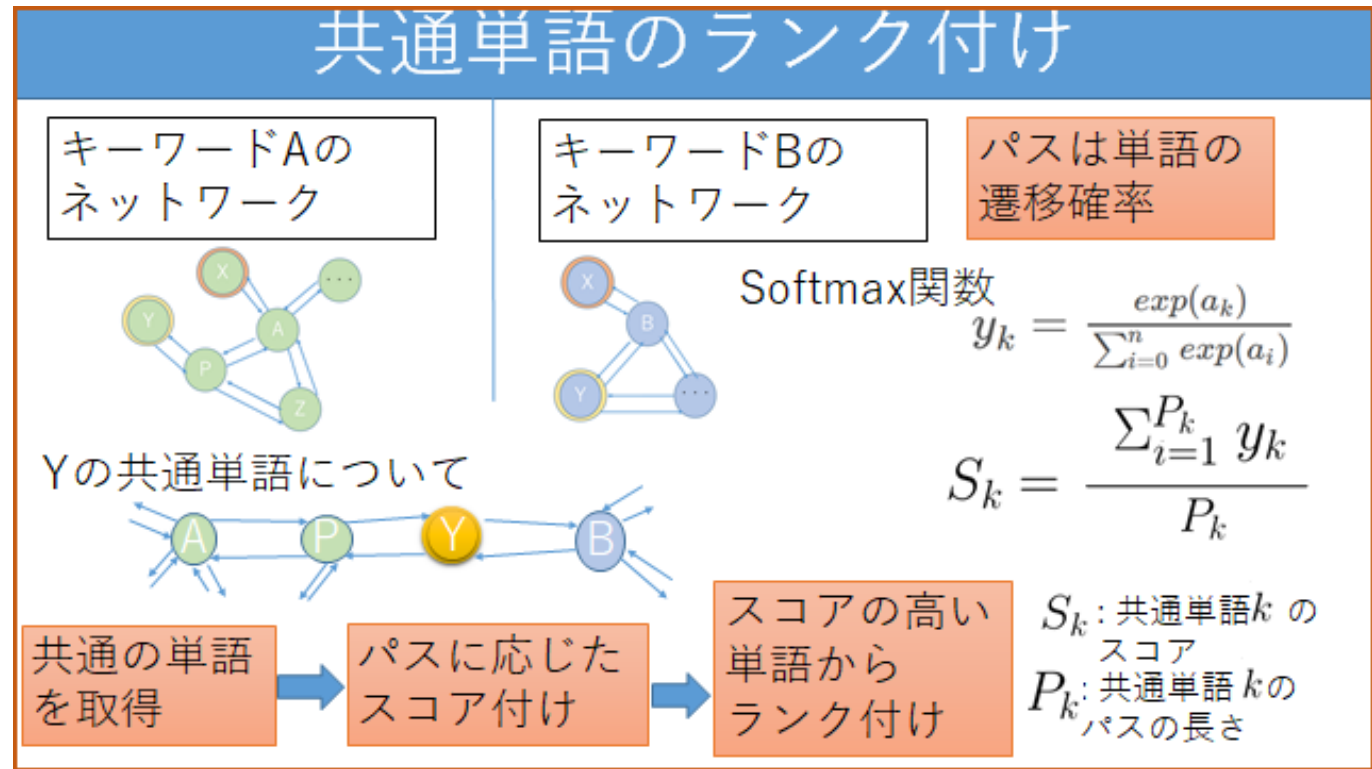 共通単語のランク付け
キーワードAの
ネットワーク
キーワードBの
ネットワーク
パスは単語の
遷移確率
X
...
Y
A
P
Z
X
B
Y
...
Softmax関数
y_k = \frac{exp(a_k)}{\sum_{i=0}^{n} exp(a_i)}
S_k = \frac{\sum_{i=1}^{P_k} y_k}{P_k}
Yの共通単語について
A P Y B
共通の単語
を取得
パスに応じた
スコア付け
スコアの高い
単語から
ランク付け
S_k : 共通単語k の
スコア
P_k : 共通単語 kの
パスの長さ